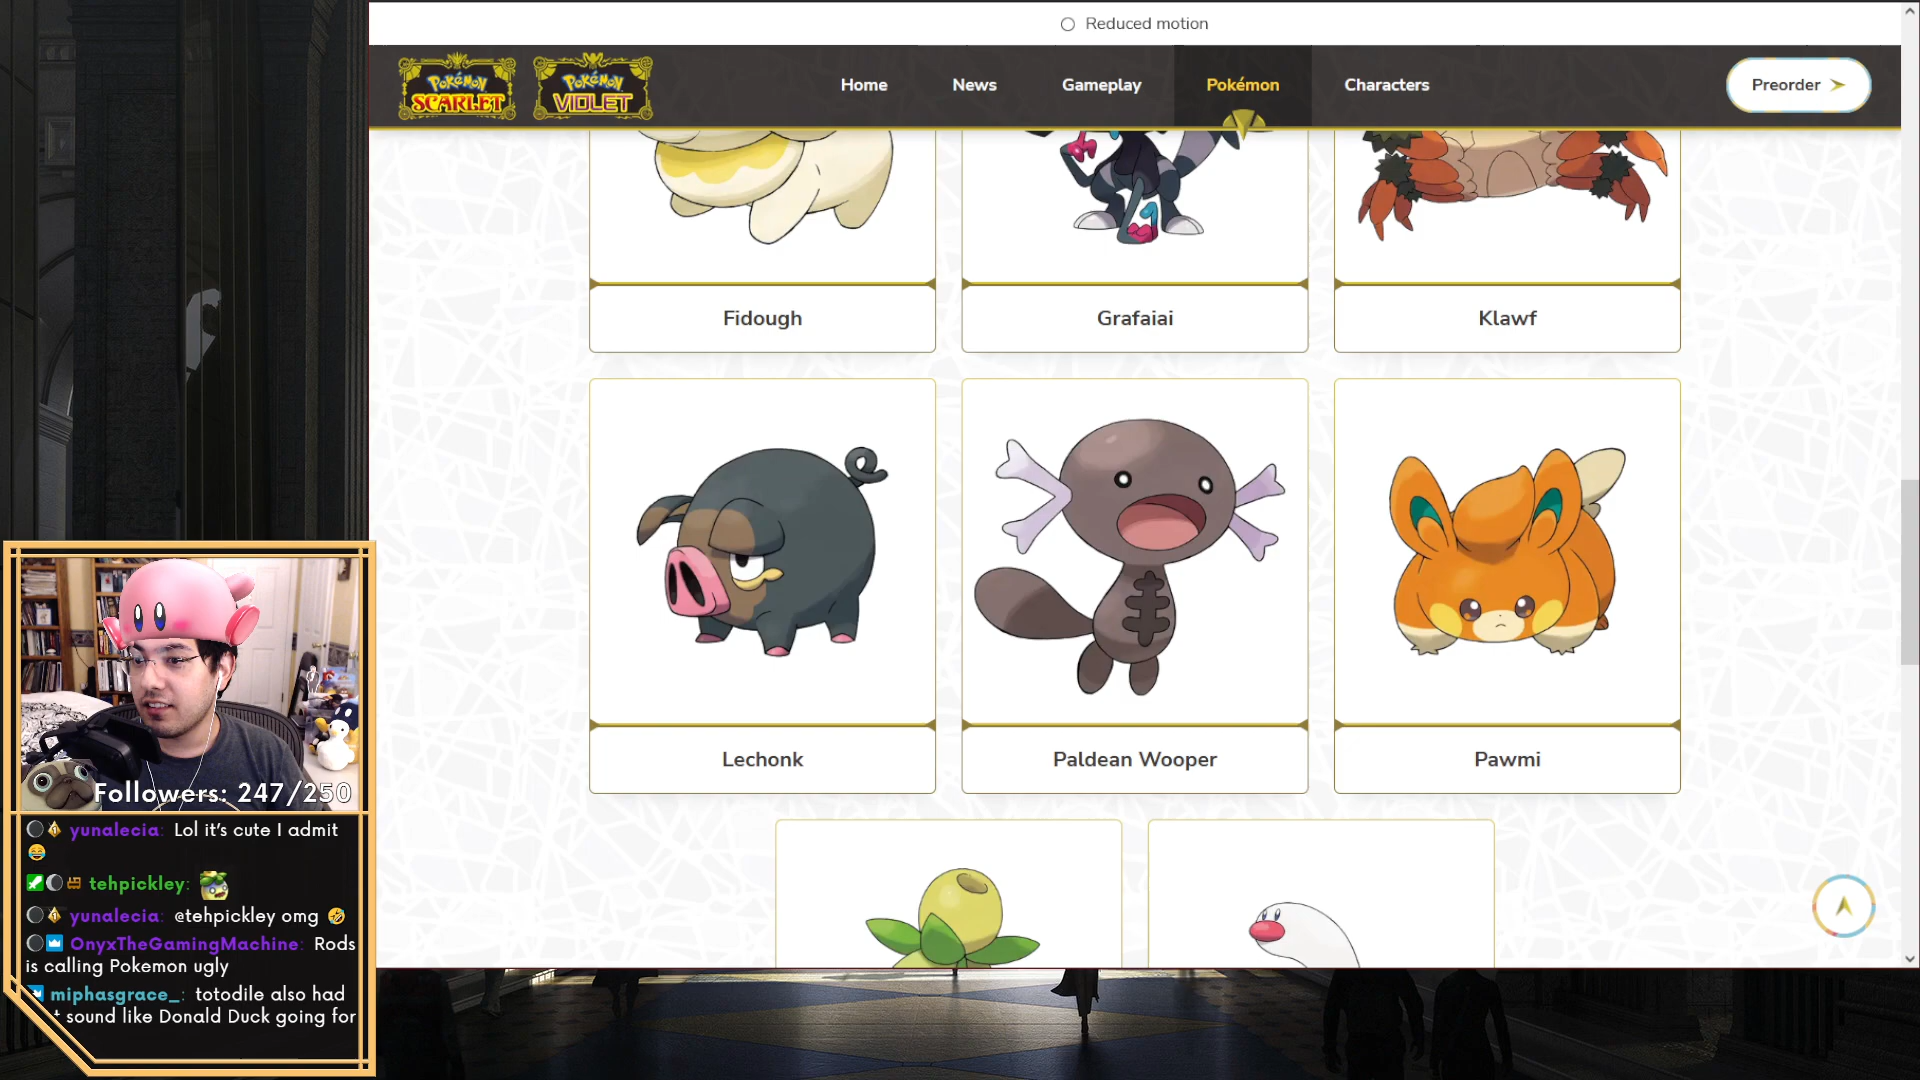 Reduced motion
Pokémon
SCARLET
Pokémon
VIOLET
Home
News
Gameplay
Pokémon
Characters
Preorder
Fidough
Grafaiai
Klawf
Lechonk
Paldean Wooper
Pawmi
Followers: 247/250
yunalecia: Lol it's cute I admit
tehpickley:
yunalecia: @tehpickley omg
OnyxTheGamingMachine: Rods
is calling Pokemon ugly
miphasgrace_: totodile also had
t sound like Donald Duck going for